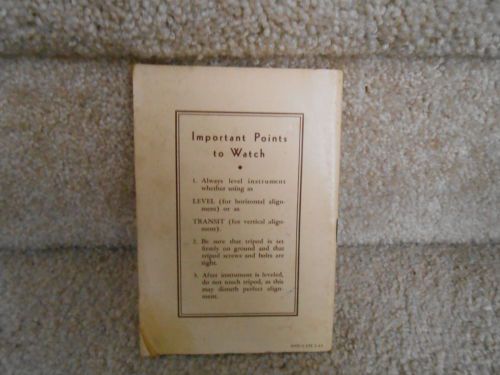 Important Points
to Watch
1. Always level instrument
whether using as
LEVEL (for horizontal align-
ment) or as
TRANSIT (for vertical align-
ment).
2. Be sure that tripod is set
firmly on ground and that
tripod screws and bolts are
tight.
3. After instrument is leveled,
do not touch tripod, as this
may disturb perfect align-
ment.